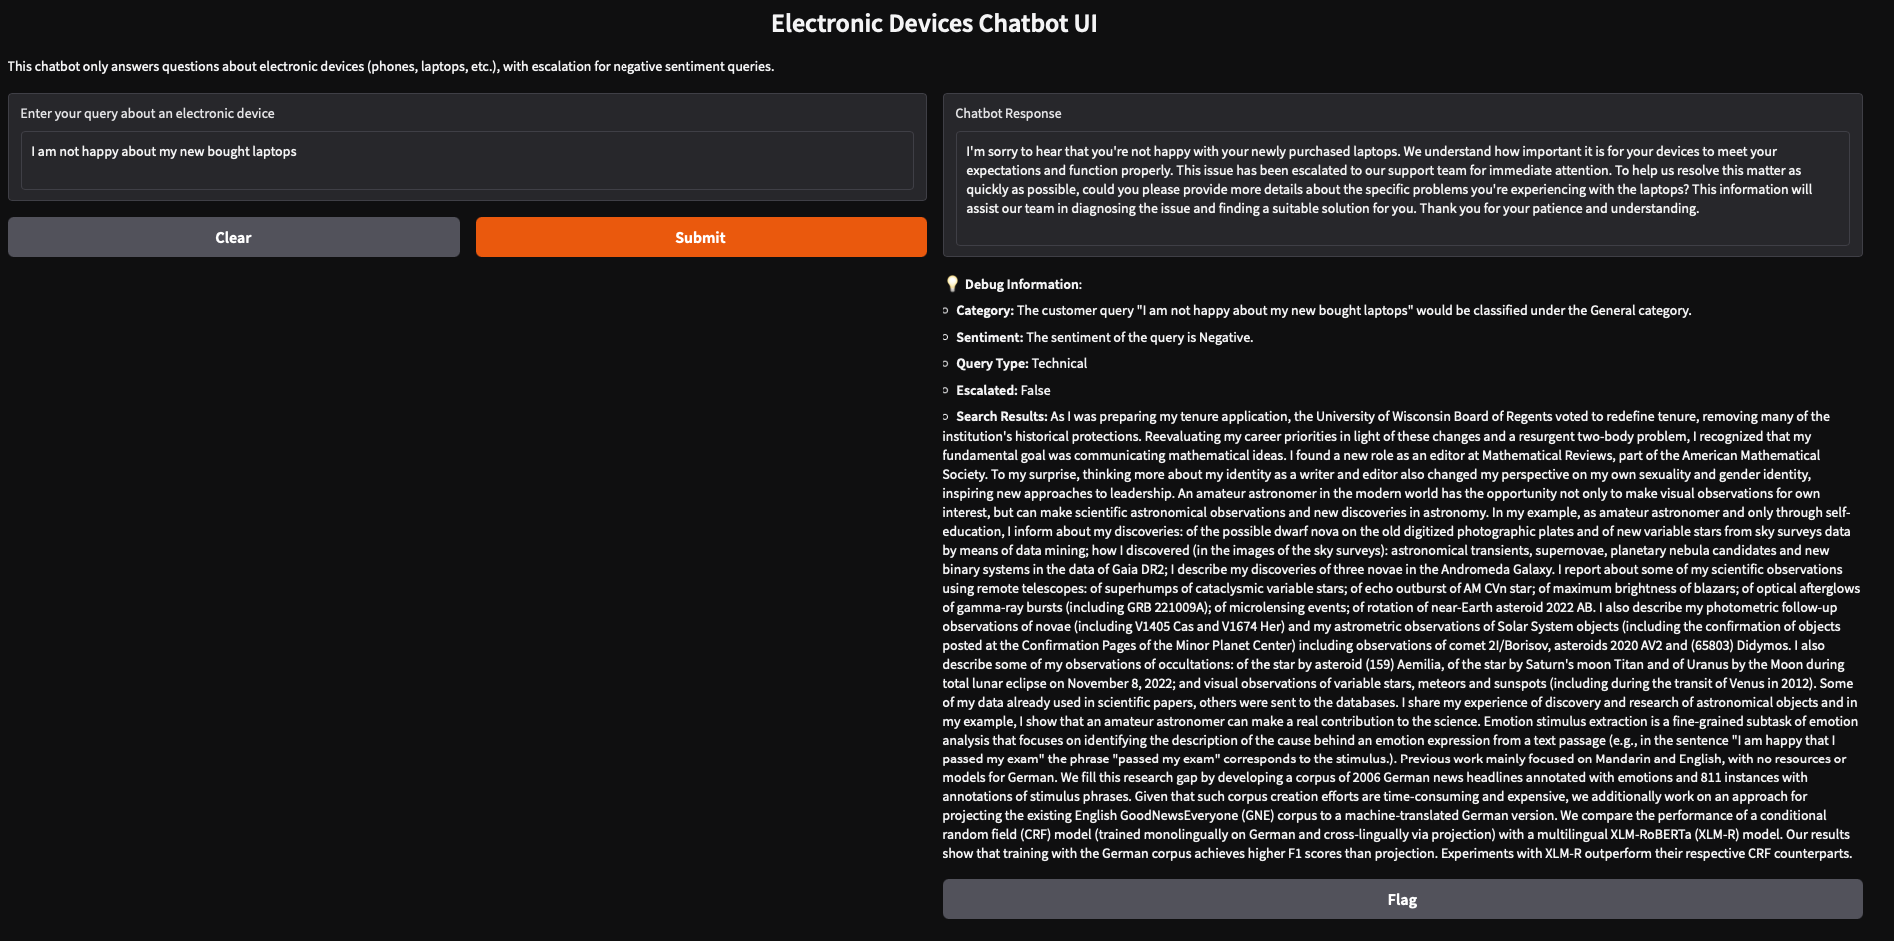 Electronic Devices Chatbot UI
This chatbot only answers questions about electronic devices (phones, laptops, etc.), with escalation for negative sentiment queries.
Enter your query about an electronic device
I am not happy about my new bought laptops
Clear
Submit
Chatbot Response
I'm sorry to hear that you're not happy with your newly purchased laptops. We understand how important it is for your devices to meet your
expectations and function properly. This issue has been escalated to our support team for immediate attention. To help us resolve this matter as
quickly as possible, could you please provide more details about the specific problems you're experiencing with the laptops? This information will
assist our team in diagnosing the issue and finding a suitable solution for you. Thank you for your patience and understanding.
💡 Debug Information:
Category: The customer query "I am not happy about my new bought laptops" would be classified under the General category.
Sentiment: The sentiment of the query is Negative.
Query Type: Technical
Escalated: False
Search Results: As I was preparing my tenure application, the University of Wisconsin Board of Regents voted to redefine tenure, removing many of the
institution's historical protections. Reevaluating my career priorities in light of these changes and a resurgent two-body problem, I recognized that my
fundamental goal was communicating mathematical ideas. I found a new role as an editor at Mathematical Reviews, part of the American Mathematical
Society. To my surprise, thinking more about my identity as a writer and editor also changed my perspective on my own sexuality and gender identity,
inspiring new approaches to leadership. An amateur astronomer in the modern world has the opportunity not only to make visual observations for own
interest, but can make scientific astronomical observations and new discoveries in astronomy. In my example, as amateur astronomer and only through self-
education, I inform about my discoveries: of the possible dwarf nova on the old digitized photographic plates and of new variable stars from sky surveys data
by means of data mining; how I discovered (in the images of the sky surveys): astronomical transients, supernovae, planetary nebula candidates and new
binary systems in the data of Gaia DR2; I describe my discoveries of three novae in the Andromeda Galaxy. I report about some of my scientific observations
using remote telescopes: of superhumps of cataclysmic variable stars; of echo outburst of AM CVn star; of maximum brightness of blazars; of optical afterglows
of gamma-ray bursts (including GRB 221009A); of microlensing events; of rotation of near-Earth asteroid 2022 AB. I also describe my photometric follow-up
observations of novae (including V1405 Cas and V1674 Her) and my astrometric observations of Solar System objects (including the confirmation of objects
posted at the Confirmation Pages of the Minor Planet Center) including observations of comet 2I/Borisov, asteroids 2020 AV2 and (65803) Didymos. I also
describe some of my observations of occultations: of the star by asteroid (159) Aemilia, of the star by Saturn's moon Titan and of Uranus by the Moon during
total lunar eclipse on November 8, 2022; and visual observations of variable stars, meteors and sunspots (including during the transit of Venus in 2012). Some
of my data already used in scientific papers, others were sent to the databases. I share my experience of discovery and research of astronomical objects and in
my example, I show that an amateur astronomer can make a real contribution to the science. Emotion stimulus extraction is a fine-grained subtask of emotion
analysis that focuses on identifying the description of the cause behind an emotion expression from a text passage (e.g., in the sentence "I am happy that I
passed my exam" the phrase "passed my exam" corresponds to the stimulus.). Previous work mainly focused on Mandarin and English, with no resources or
models for German. We fill this research gap by developing a corpus of 2006 German news headlines annotated with emotions and 811 instances with
annotations of stimulus phrases. Given that such corpus creation efforts are time-consuming and expensive, we additionally work on an approach for
projecting the existing English GoodNewsEveryone (GNE) corpus to a machine-translated German version. We compare the performance of a conditional
random field (CRF) model (trained monolingually on German and cross-lingually via projection) with a multilingual XLM-RoBERTa (XLM-R) model. Our results
show that training with the German corpus achieves higher F1 scores than projection. Experiments with XLM-R outperform their respective CRF counterparts.
Flag